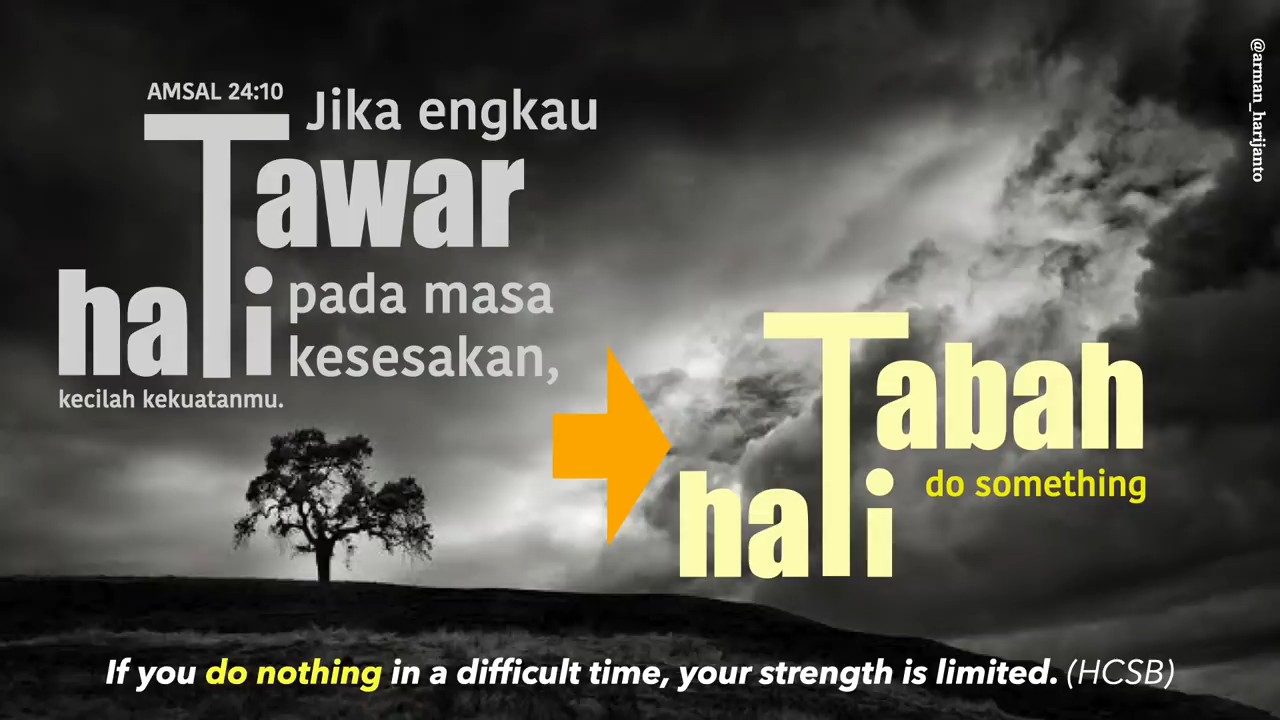 AMSAL 24:10
Jika engkau
Tawar
haTi
pada masa
kesesakan,
kecilah kekuatanmu.
Tabah
haTi
do something
If you do nothing in a difficult time, your strength is limited. (HCSB)
@arman_harijanto